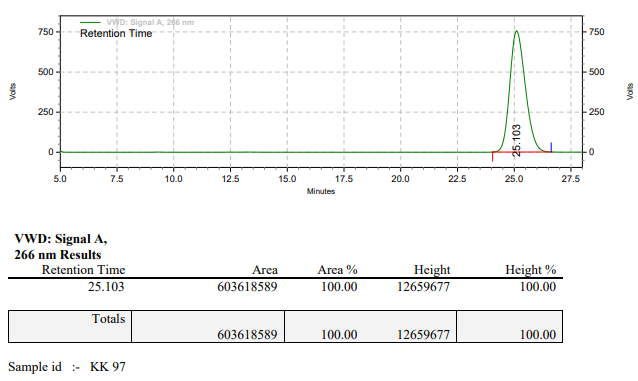 VWD: Signal A, 266 nm
Retention Time
750
500
250
0
Volts
750
500
250
0
Volts
25.103
5.0 7.5 10.0 12.5 15.0 17.5 20.0 22.5 25.0 27.5
Minutes
VWD: Signal A,
266 nm Results
Retention Time Area Area % Height Height %
25.103 603618589 100.00 12659677 100.00
Totals
603618589 100.00 12659677 100.00
Sample id :- KK 97